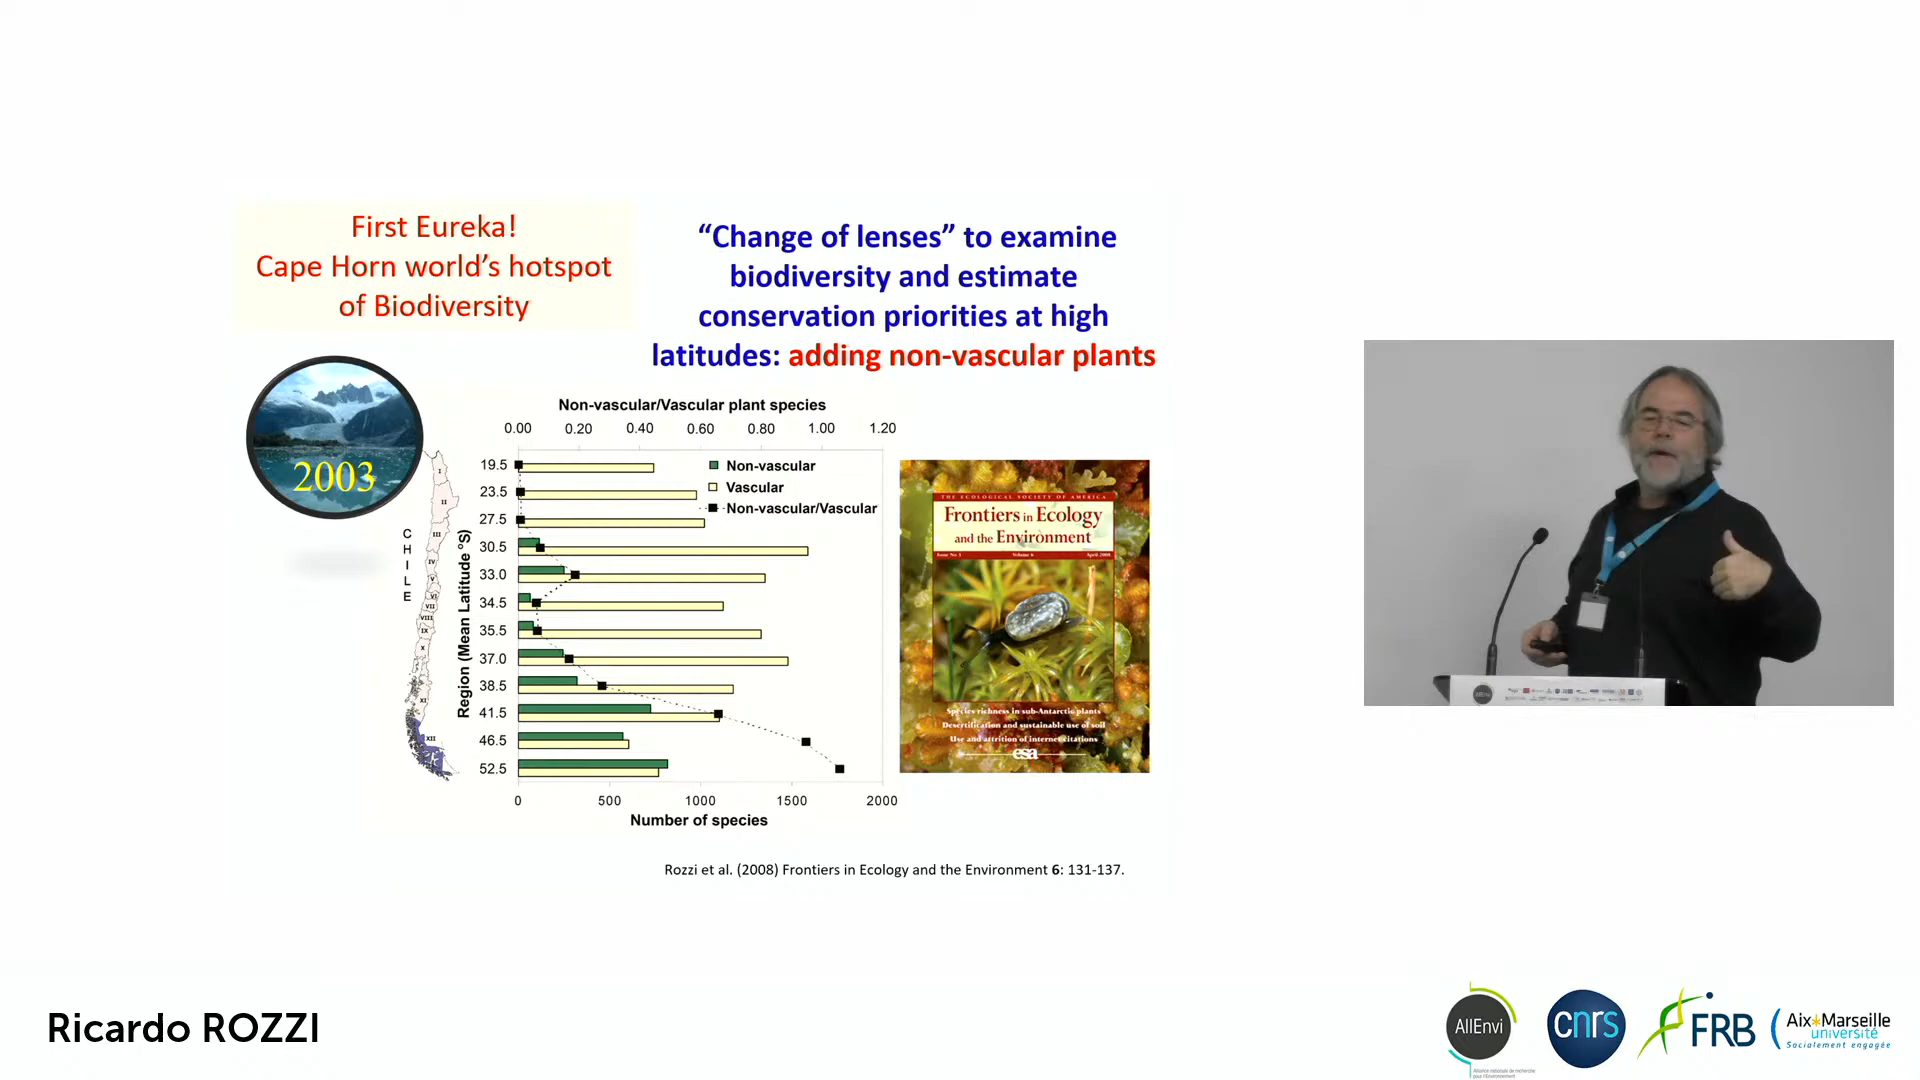 First Eureka!
Cape Horn world's hotspot
of Biodiversity
“Change of lenses” to examine
biodiversity and estimate
conservation priorities at high
latitudes: adding non-vascular plants
2003
CHILE
I
II
III
IV
V
VI
VII
VIII
IX
X
XI
XII
Non-vascular/Vascular plant species
0.00 0.20 0.40 0.60 0.80 1.00 1.20
Non-vascular
Vascular
Non-vascular/Vascular
Region (Mean Latitude °S)
19.5
23.5
27.5
30.5
33.0
34.5
35.5
37.0
38.5
41.5
46.5
52.5
0 500 1000 1500 2000
Number of species
THE ECOLOGICAL SOCIETY OF AMERICA
Frontiers in Ecology
and the Environment
Issue No 3 Volume 6 April 2008
Species richness in sub-Antarctic plants
Desertification and sustainable use of soil
Use and attrition of internet citations
esa
Rozzi et al. (2008) Frontiers in Ecology and the Environment 6: 131-137.
Ricardo ROZZI
AllEnvi
Alliance nationale de recherche
pour l'Environnement
cnrs
FRB
Aix*Marseille
université
Socialement engagée